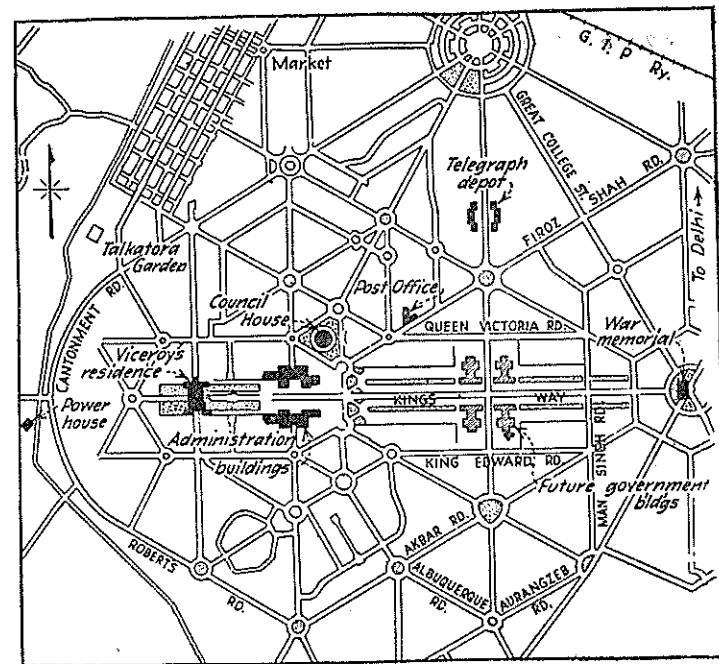 Market
G. I. P Ry.
GREAT COLLEGE ST.
Telegraph
depot
FIROZ SHAH RD.
To Delhi
Talkatora
Garden
CANTONMENT RD.
Council
House
Post Office
QUEEN VICTORIA RD.
War
memorial
Viceroy's
residence
KINGS WAY
Power
house
Administration
buildings
KING EDWARD RD.
MAN SINGH RD.
Future government
bldgs
ROBERTS RD.
AKBAR RD.
ALBUQUERQUE RD.
AURANGZEB RD.